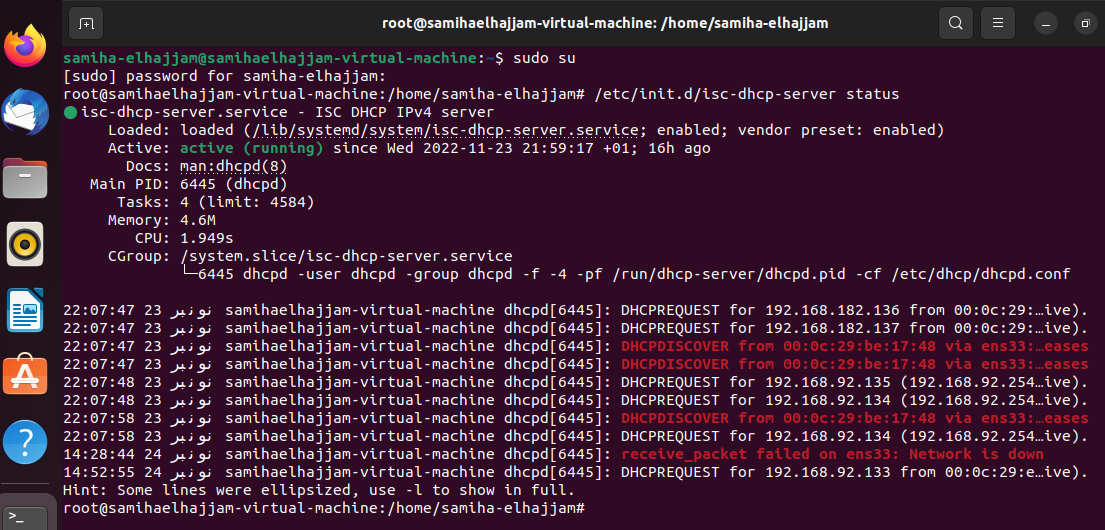 root@samihaelhajjam-virtual-machine: /home/samiha-elhajjam
samiha-elhajjam@samihaelhajjam-virtual-machine:~$ sudo su
[sudo] password for samiha-elhajjam:
root@samihaelhajjam-virtual-machine:/home/samiha-elhajjam# /etc/init.d/isc-dhcp-server status
● isc-dhcp-server.service - ISC DHCP IPv4 server
Loaded: loaded (/lib/systemd/system/isc-dhcp-server.service; enabled; vendor preset: enabled)
Active: active (running) since Wed 2022-11-23 21:59:17 +01; 16h ago
Docs: man:dhcpd(8)
Main PID: 6445 (dhcpd)
Tasks: 4 (limit: 4584)
Memory: 4.6M
CPU: 1.949s
CGroup: /system.slice/isc-dhcp-server.service
└─6445 dhcpd -user dhcpd -group dhcpd -f -4 -pf /run/dhcp-server/dhcpd.pid -cf /etc/dhcp/dhcpd.conf
22:07:47 23 نونبر samihaelhajjam-virtual-machine dhcpd[6445]: DHCPREQUEST for 192.168.182.136 from 00:0c:29:…ive).
22:07:47 23 نونبر samihaelhajjam-virtual-machine dhcpd[6445]: DHCPREQUEST for 192.168.182.137 from 00:0c:29:…ive).
22:07:47 23 نونبر samihaelhajjam-virtual-machine dhcpd[6445]: DHCPDISCOVER from 00:0c:29:be:17:48 via ens33:…eases
22:07:47 23 نونبر samihaelhajjam-virtual-machine dhcpd[6445]: DHCPDISCOVER from 00:0c:29:be:17:48 via ens33:…eases
22:07:48 23 نونبر samihaelhajjam-virtual-machine dhcpd[6445]: DHCPREQUEST for 192.168.92.135 (192.168.92.254…ive).
22:07:48 23 نونبر samihaelhajjam-virtual-machine dhcpd[6445]: DHCPREQUEST for 192.168.92.134 (192.168.92.254…ive).
22:07:58 23 نونبر samihaelhajjam-virtual-machine dhcpd[6445]: DHCPDISCOVER from 00:0c:29:be:17:48 via ens33:…eases
22:07:58 23 نونبر samihaelhajjam-virtual-machine dhcpd[6445]: DHCPREQUEST for 192.168.92.134 (192.168.92.254…ive).
14:28:44 24 نونبر samihaelhajjam-virtual-machine dhcpd[6445]: receive_packet failed on ens33: Network is down
14:52:55 24 نونبر samihaelhajjam-virtual-machine dhcpd[6445]: DHCPREQUEST for 192.168.92.133 from 00:0c:29:e…ive).
Hint: Some lines were ellipsized, use -l to show in full.
root@samihaelhajjam-virtual-machine:/home/samiha-elhajjam#